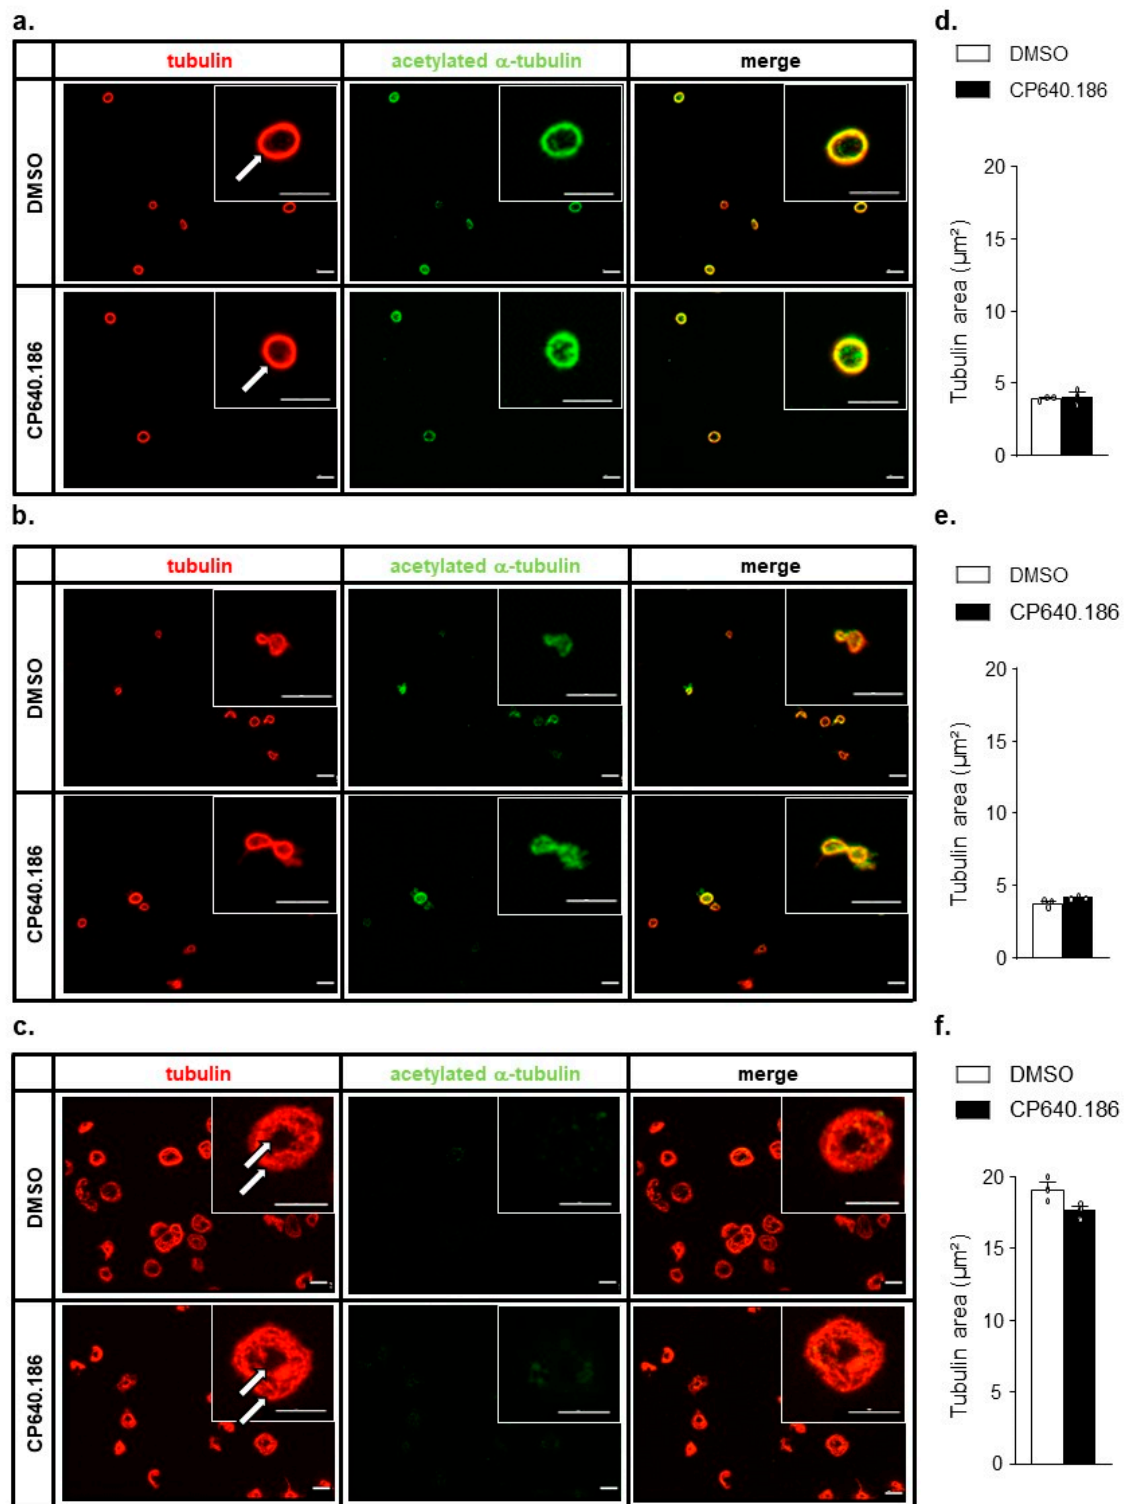 a.
tubulin acetylated α-tubulin merge
DMSO
CP640.186
d.
DMSO
CP640.186
Tubulin area (µm²)
20
15
10
5
0
b.
tubulin acetylated α-tubulin merge
DMSO
CP640.186
e.
DMSO
CP640.186
Tubulin area (µm²)
20
15
10
5
0
c.
tubulin acetylated α-tubulin merge
DMSO
CP640.186
f.
DMSO
CP640.186
Tubulin area (µm²)
20
15
10
5
0